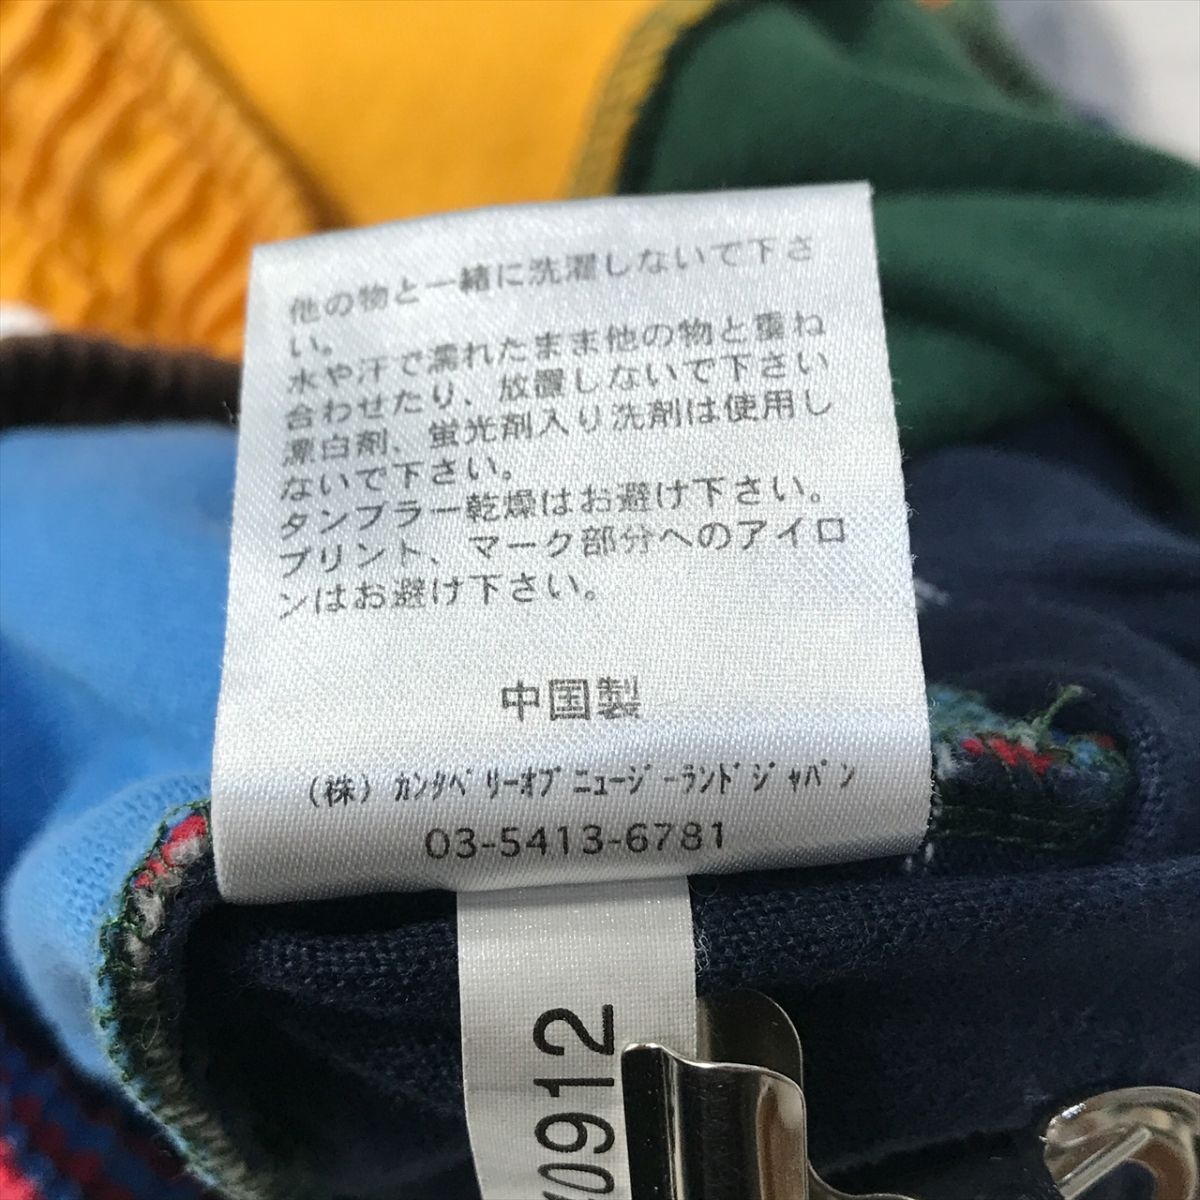 他の物と一緒に洗濯しないで下さ
い。
水や汗で濡れたまま他の物と重ね
合わせたり、放置しないで下さい
漂白剤、蛍光剤入り洗剤は使用し
ないで下さい。
タンブラー乾燥はお避け下さい。
プリント、マーク部分へのアイロ
ンはお避け下さい。
中国製
(株) ｶﾝﾀﾍﾞﾘｰｵﾌﾞﾆｭｰｼﾞｰﾗﾝﾄﾞｼﾞｬﾊﾟﾝ
03-5413-6781
0912